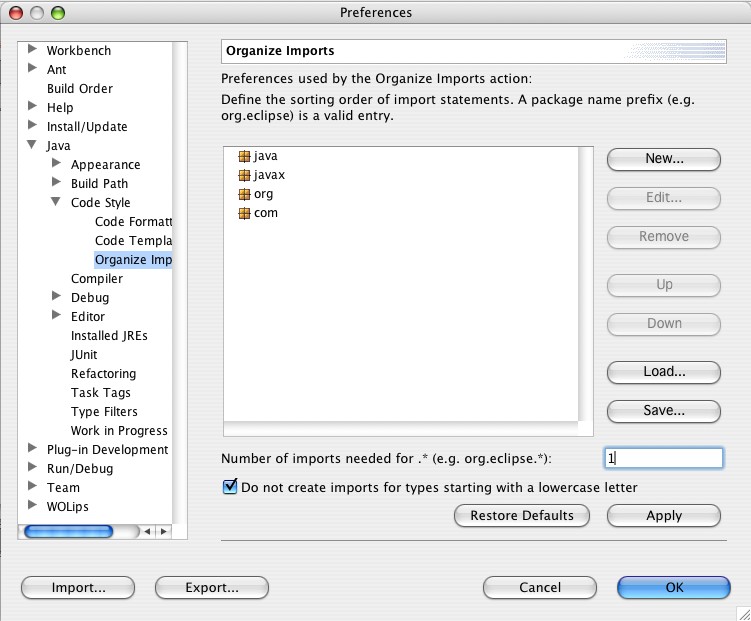 Preferences
Workbench
Ant
Build Order
Help
Install/Update
Java
Appearance
Build Path
Code Style
Code Formatt
Code Templa
Organize Imp
Compiler
Debug
Editor
Installed JREs
JUnit
Refactoring
Task Tags
Type Filters
Work in Progress
Plug-in Development
Run/Debug
Team
WOLips
Organize Imports
Preferences used by the Organize Imports action:
Define the sorting order of import statements. A package name prefix (e.g.
org.eclipse) is a valid entry.
java
javax
org
com
New...
Edit...
Remove
Up
Down
Load...
Save...
Number of imports needed for .* (e.g. org.eclipse.*): 1
Do not create imports for types starting with a lowercase letter
Restore Defaults Apply
Import... Export... Cancel OK